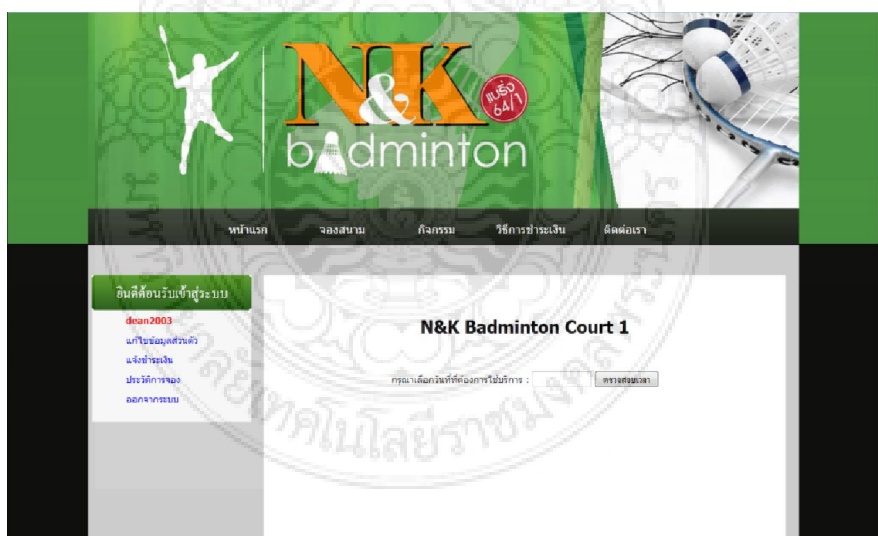 N&K
แบริ่ง
64/1
badminton
หน้าแรก จองสนาม กิจกรรม วิธีการชำระเงิน ติดต่อเรา
ยินดีต้อนรับเข้าสู่ระบบ
dean2003
แก้ไขข้อมูลส่วนตัว
แจ้งชำระเงิน
ประวัติการจอง
ออกจากระบบ
N&K Badminton Court 1
กรุณาเลือกวันที่ที่ต้องการใช้บริการ : ตรวจสอบเวลา